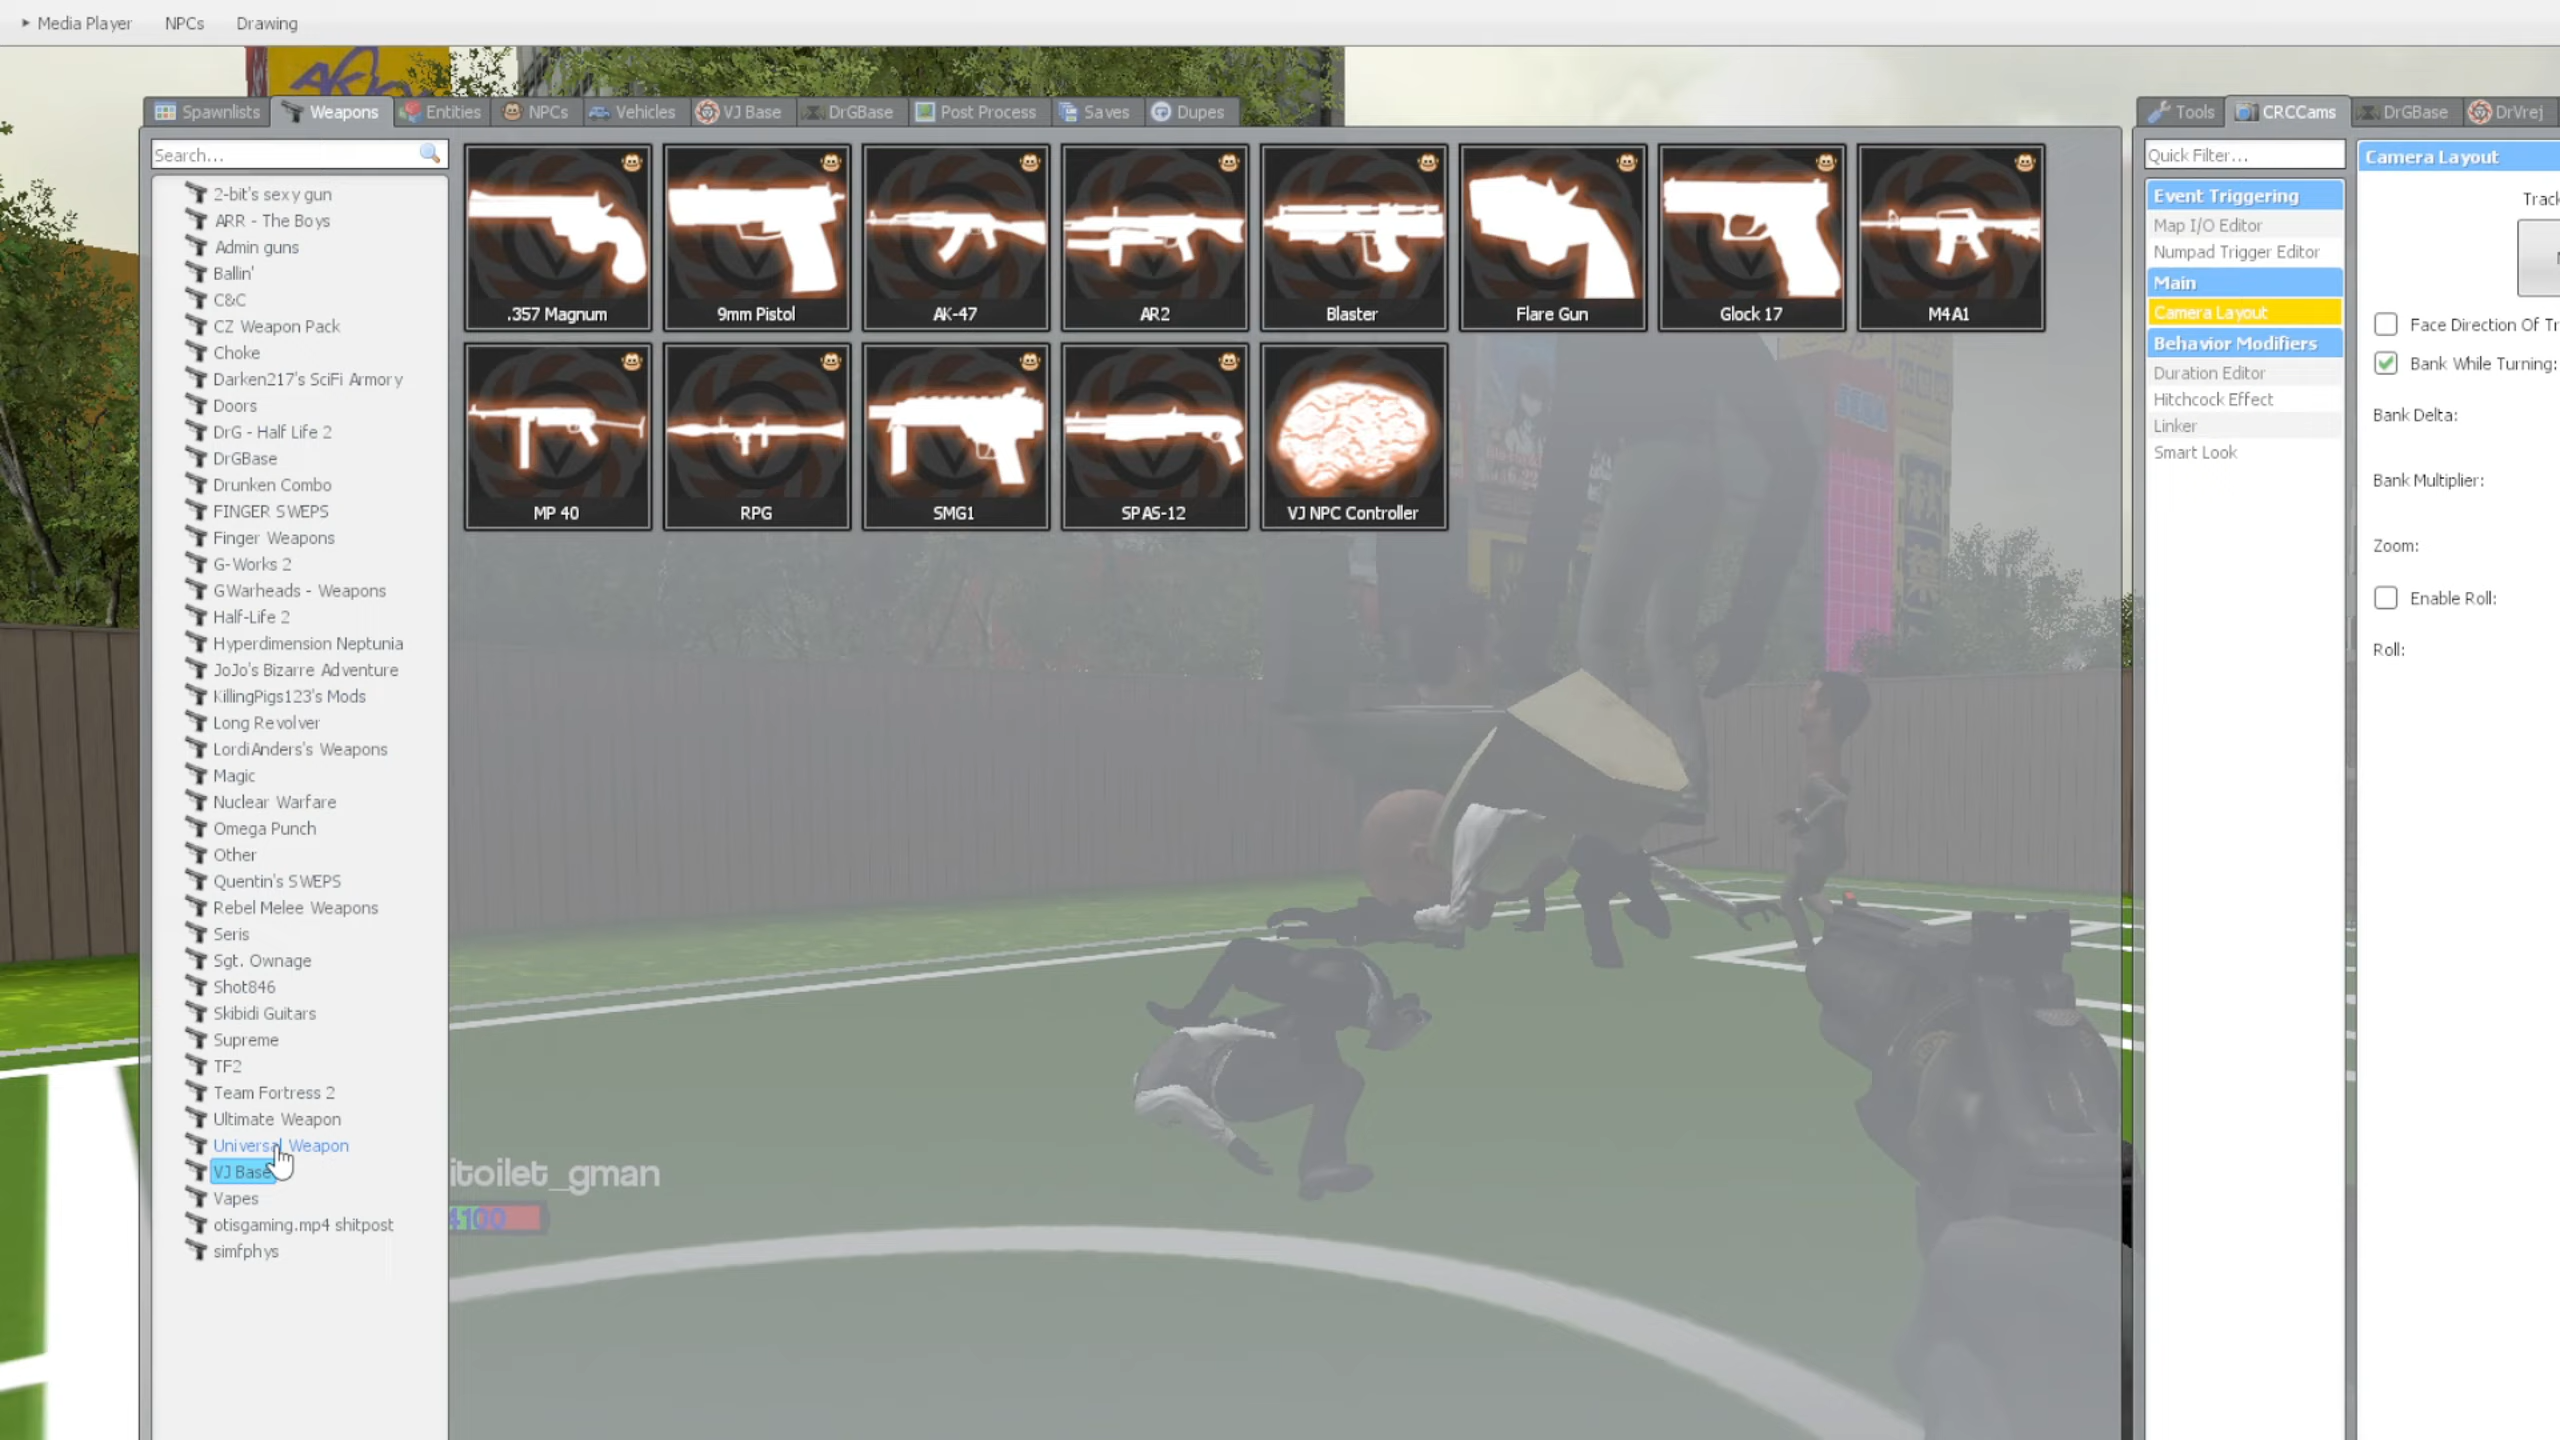 Media Player NPCs Drawing
Spawnlists Weapons Entities NPCs Vehicles VJ Base DrGBase Post Process Saves Dupes
Tools CRCCams DrGBase DrVrej
Search...
2-bit's sexy gun
ARR - The Boys
Admin guns
Ballin'
C&C
CZ Weapon Pack
Choke
Darken217's SciFi Armory
Doors
DrG - Half Life 2
DrGBase
Drunken Combo
FINGER SWEPS
Finger Weapons
G-Works 2
GWarheads - Weapons
Half-Life 2
Hyperdimension Neptunia
JoJo's Bizarre Adventure
KillingPigs123's Mods
Long Revolver
LordiAnders's Weapons
Magic
Nuclear Warfare
Omega Punch
Other
Quentin's SWEPS
Rebel Melee Weapons
Seris
Sgt. Ownage
Shot846
Skibidi Guitars
Supreme
TF2
Team Fortress 2
Ultimate Weapon
Universal Weapon
VJ Base
Vapes
otisgaming.mp4 shitpost
simfphys
.357 Magnum 9mm Pistol AK-47 AR2 Blaster Flare Gun Glock 17 M4A1
MP 40 RPG SMG1 SPAS-12 VJ NPC Controller
SEGA
itoilet_gman
4100
Quick Filter...
Event Triggering
Map I/O Editor
Numpad Trigger Editor
Main
Camera Layout
Behavior Modifiers
Duration Editor
Hitchcock Effect
Linker
Smart Look
Camera Layout
Track
Face Direction Of Tr
Bank While Turning:
Bank Delta:
Bank Multiplier:
Zoom:
Enable Roll:
Roll: